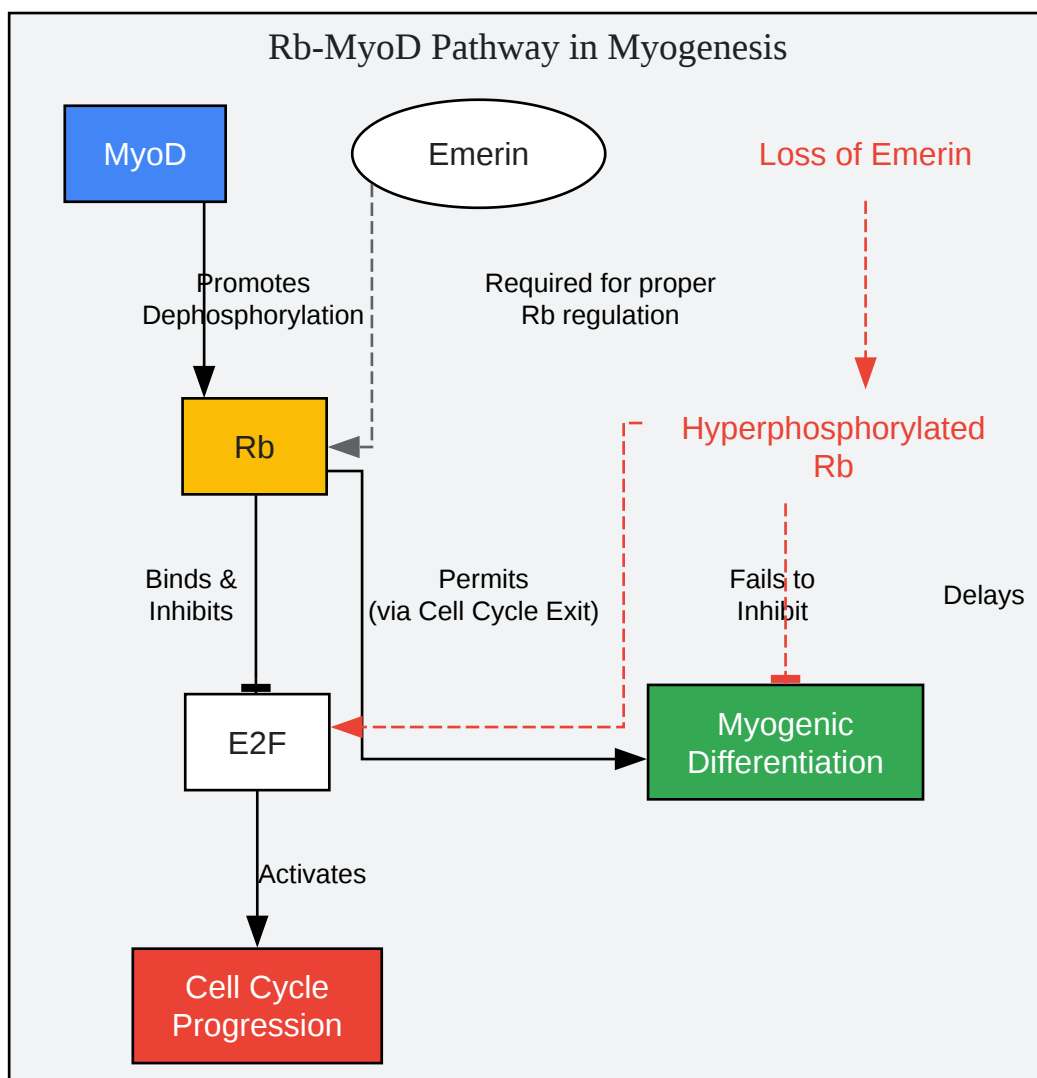 Rb-MyoD Pathway in Myogenesis
MyoD
Emerin
Loss of Emerin
Promotes
Dephosphorylation
Required for proper
Rb regulation
Rb
Hyperphosphorylated
Rb
Binds &
Inhibits
Permits
(via Cell Cycle Exit)
Fails to
Inhibit
Delays
E2F
Myogenic
Differentiation
Activates
Cell Cycle
Progression